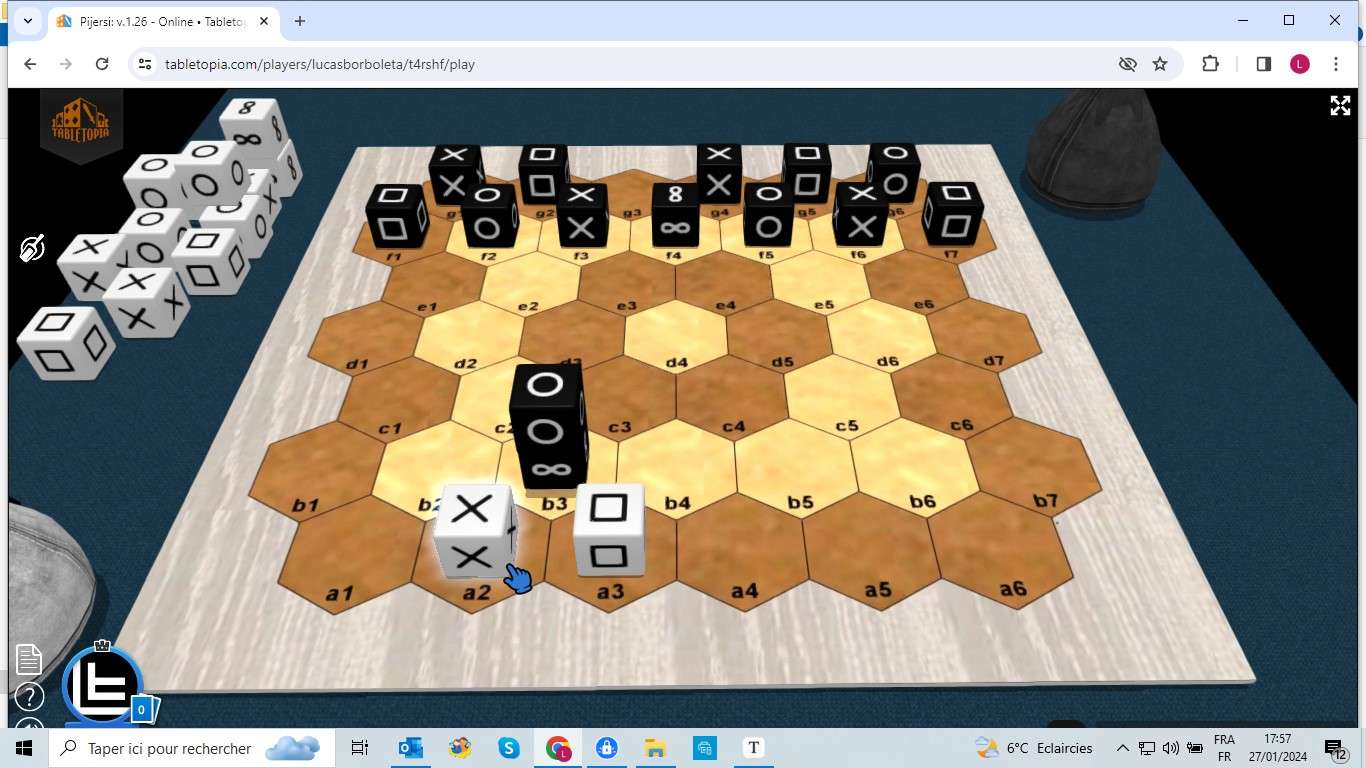 Pijersi: v.1.26 - Online • Tabletop
tabletopia.com/players/lucasborboleta/t4rshf/play
L
TABLETOPIA
g1 g2 g3 g4 g5 g6
f1 f2 f3 f4 f5 f6 f7
e1 e2 e3 e4 e5 e6
d1 d2 d3 d4 d5 d6 d7
c1 c2 c3 c4 c5 c6
b1 b2 b3 b4 b5 b6 b7
a1 a2 a3 a4 a5 a6
0
?
Taper ici pour rechercher
S
L
T
6°C Eclaircies
FRA
FR
17:57
27/01/2024
12